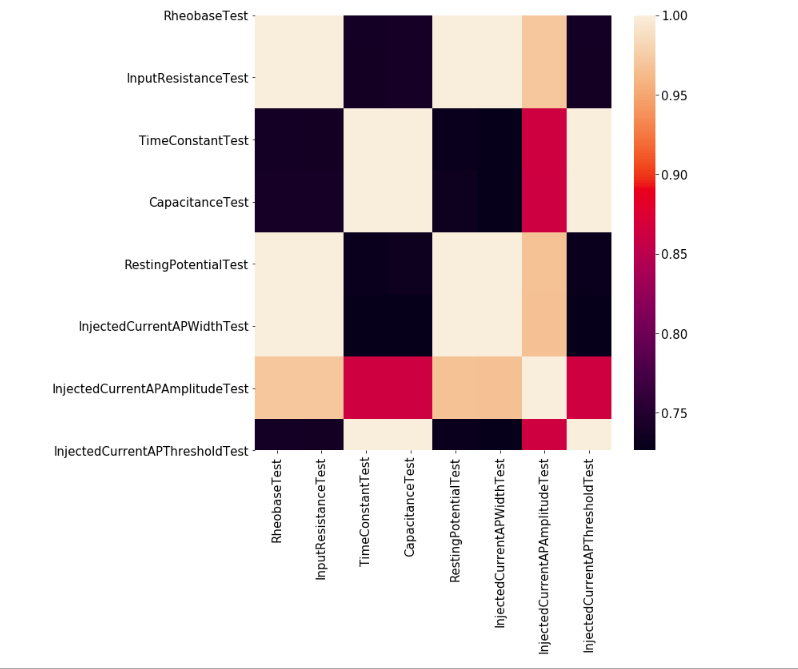 RheobaseTest
InputResistanceTest
TimeConstantTest
CapacitanceTest
RestingPotentialTest
InjectedCurrentAPWidthTest
InjectedCurrentAPAmplitudeTest
InjectedCurrentAPThresholdTest
1.00
0.95
0.90
0.85
0.80
0.75
RheobaseTest
InputResistanceTest
TimeConstantTest
CapacitanceTest
RestingPotentialTest
InjectedCurrentAPWidthTest
InjectedCurrentAPAmplitudeTest
InjectedCurrentAPThresholdTest